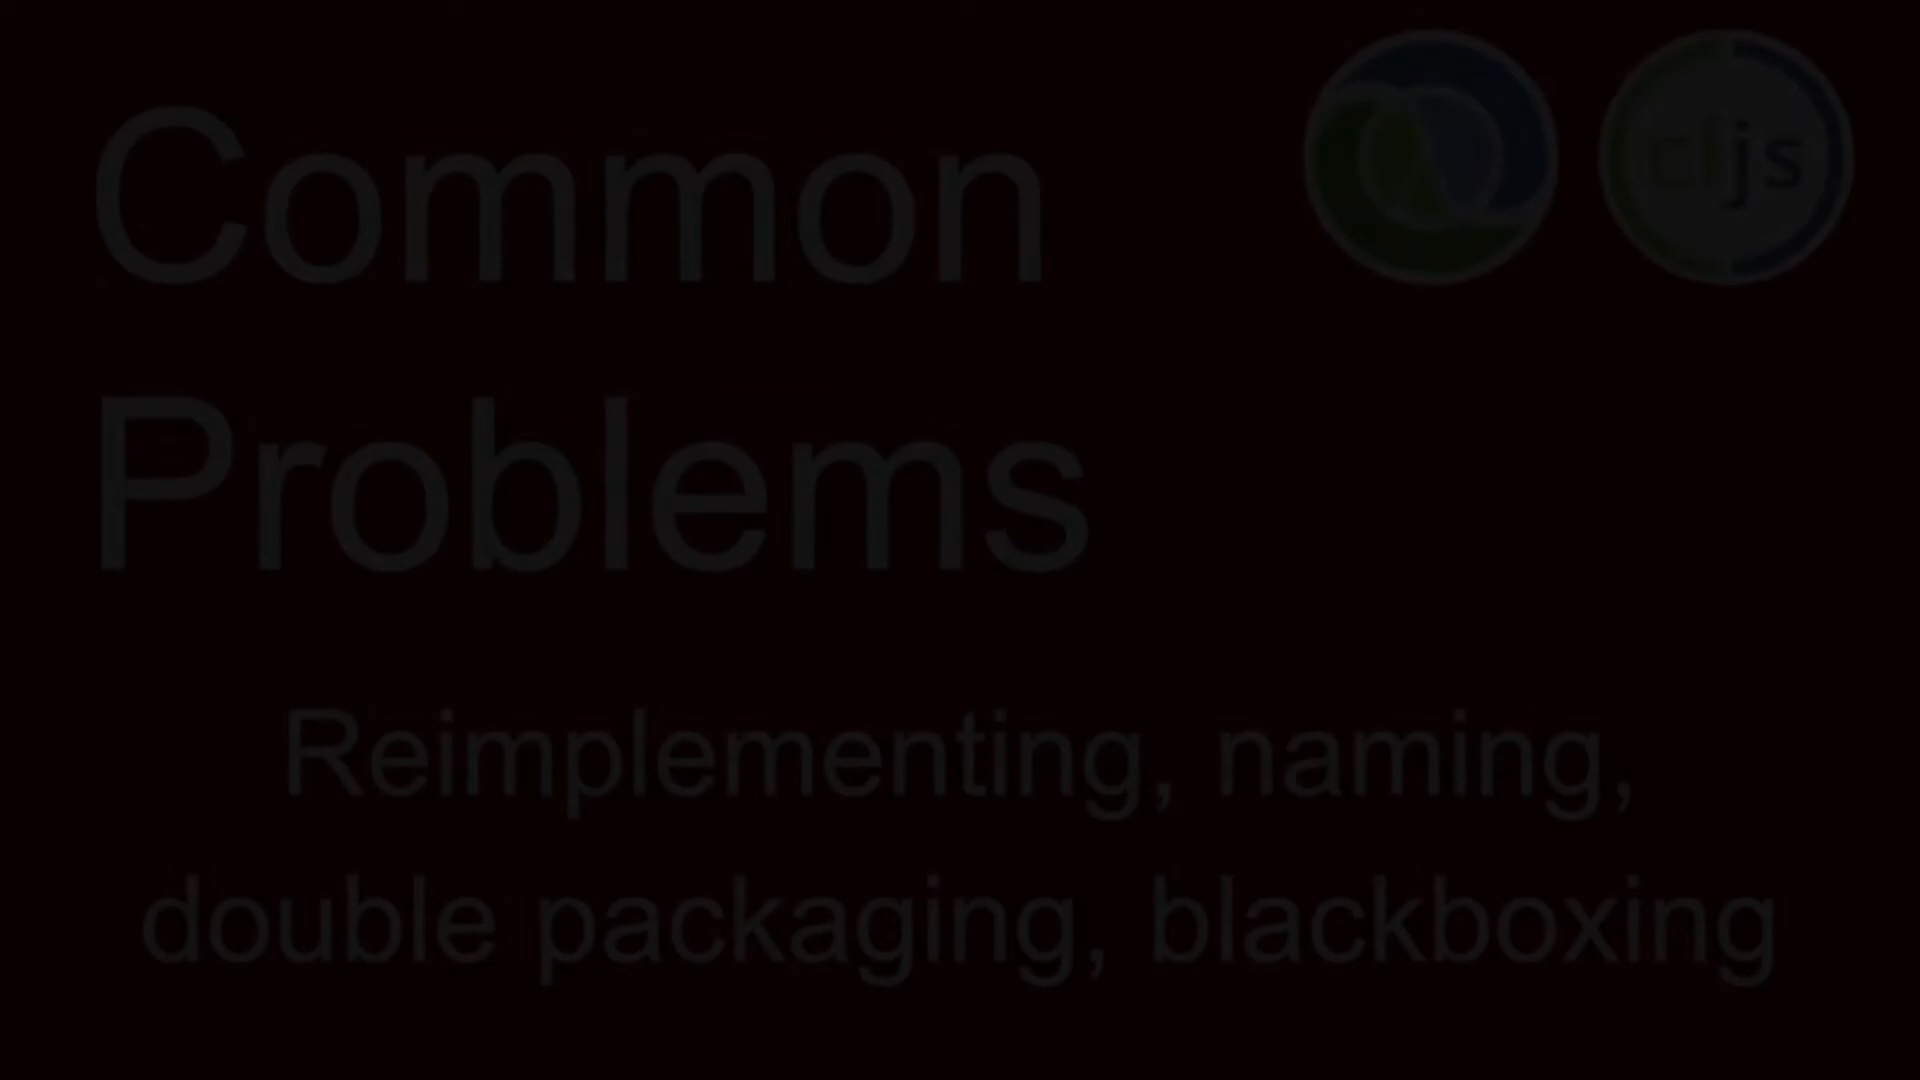 Common
cljs
Problems
Reimplementing, naming,
double packaging, blackboxing